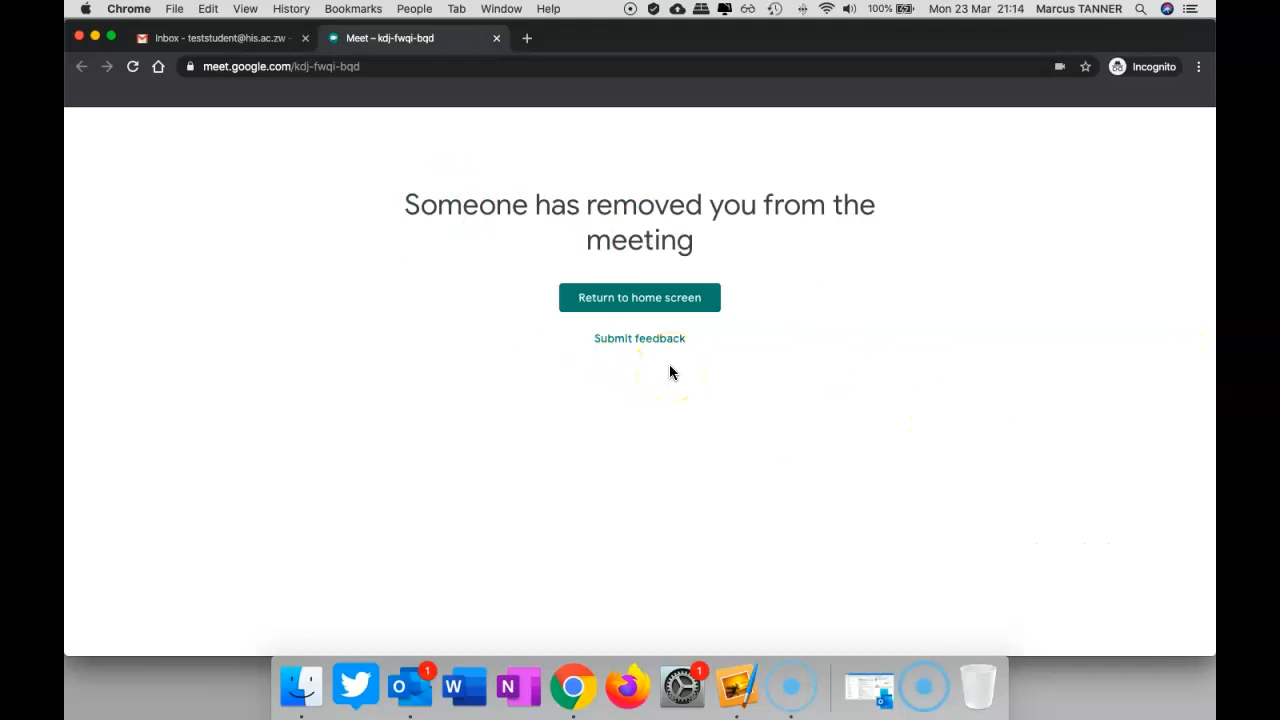 Chrome File Edit View History Bookmarks People Tab Window Help 100% Mon 23 Mar 21:14 Marcus TANNER
Inbox - teststudent@his.ac.zw - Meet – kdj-fwqi-bqd
meet.google.com/kdj-fwqi-bqd Incognito
Someone has removed you from the
meeting
Return to home screen
Submit feedback
1 1
O W N